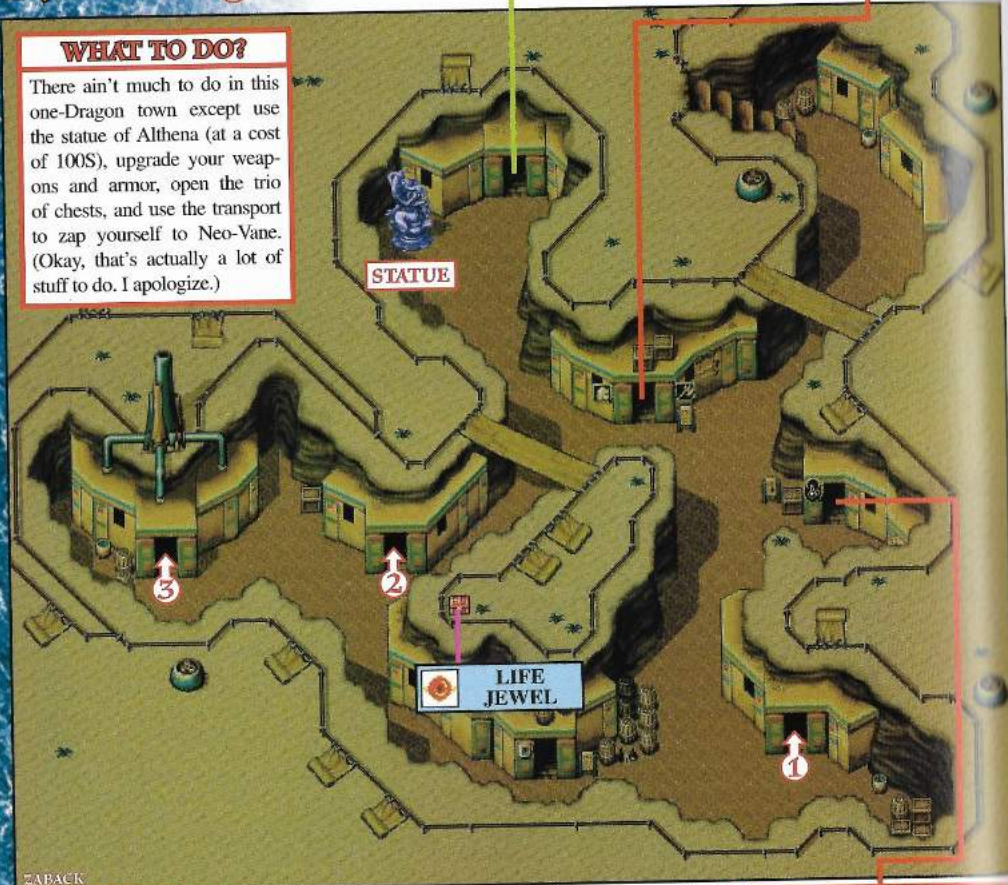 WHAT TO DO?
There ain't much to do in this
one-Dragon town except use
the statue of Althena (at a cost
of 100S), upgrade your weap-
ons and armor, open the trio
of chests, and use the transport
to zap yourself to Neo-Vane.
(Okay, that's actually a lot of
stuff to do. I apologize.)
STATUE
3
2
LIFE
JEWEL
1
ZABACK